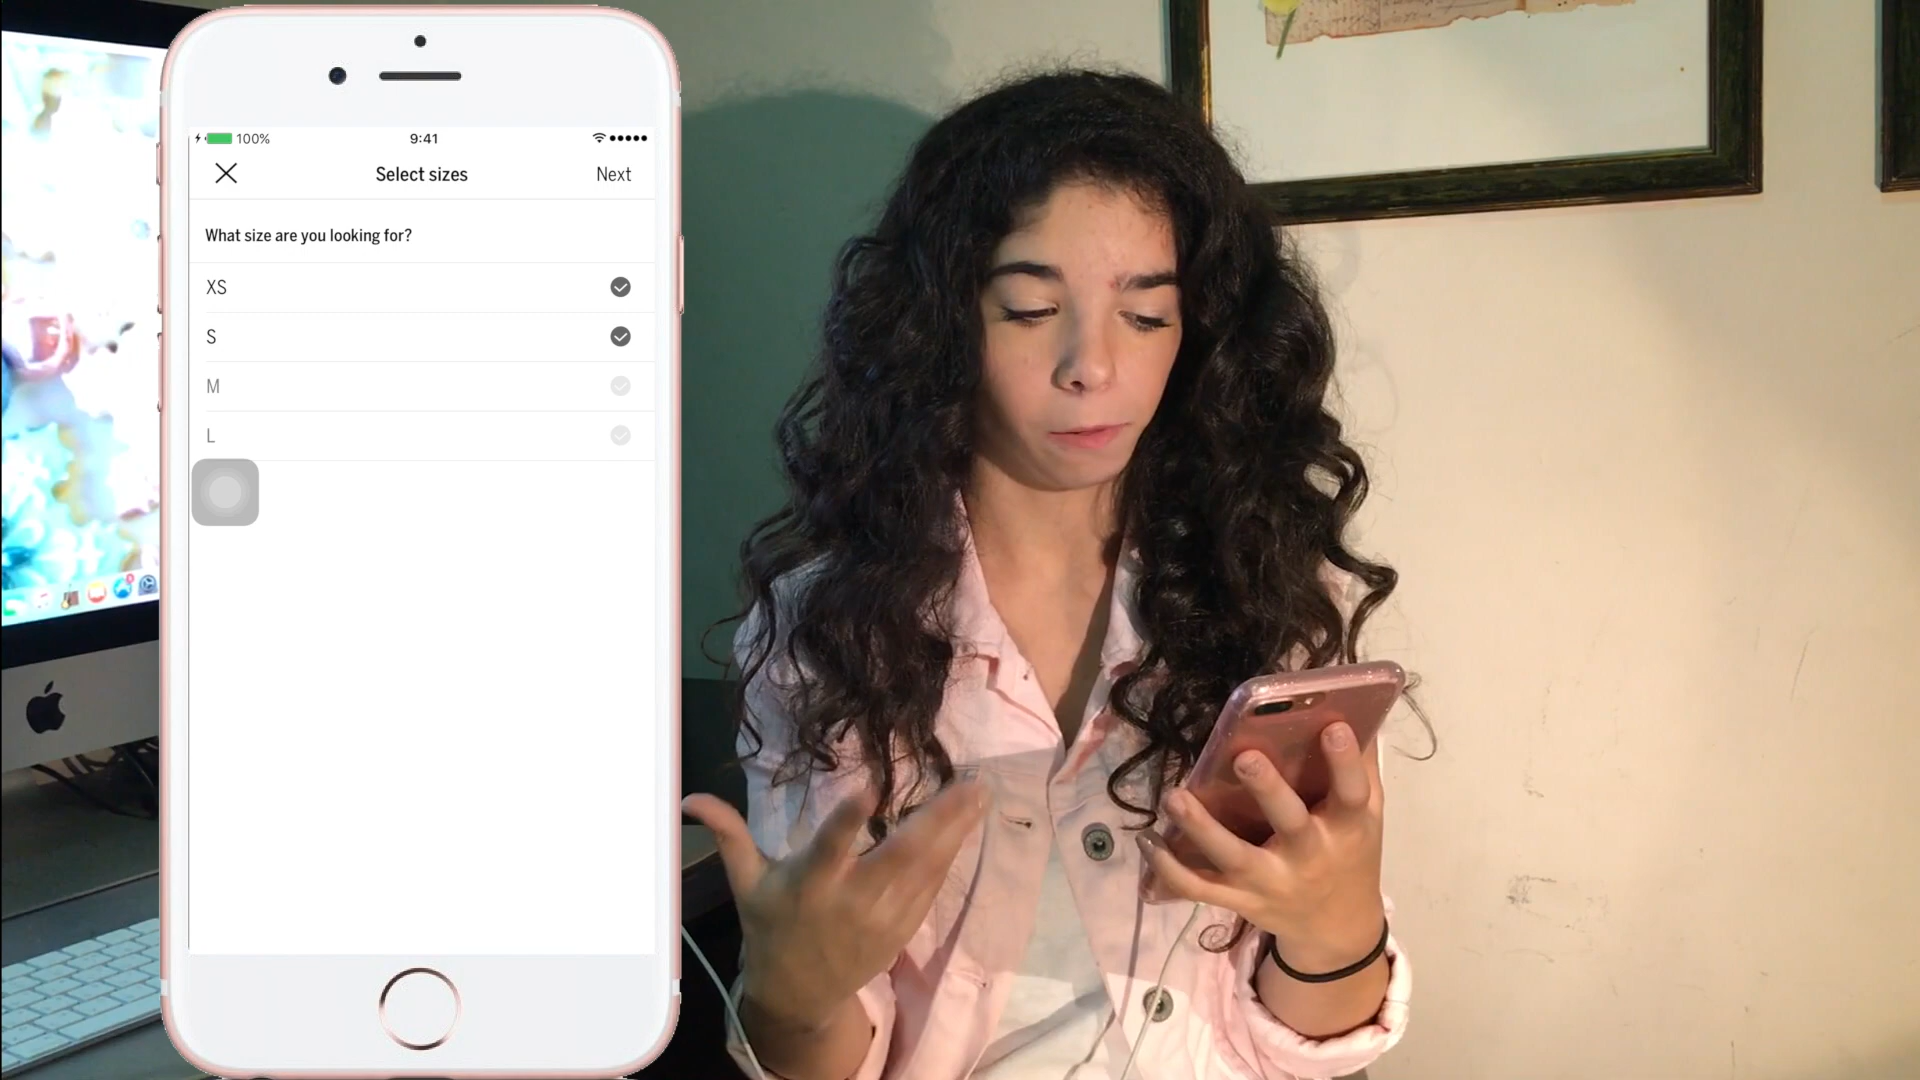 100%
9:41
Select sizes
Next
What size are you looking for?
XS
S
M
L